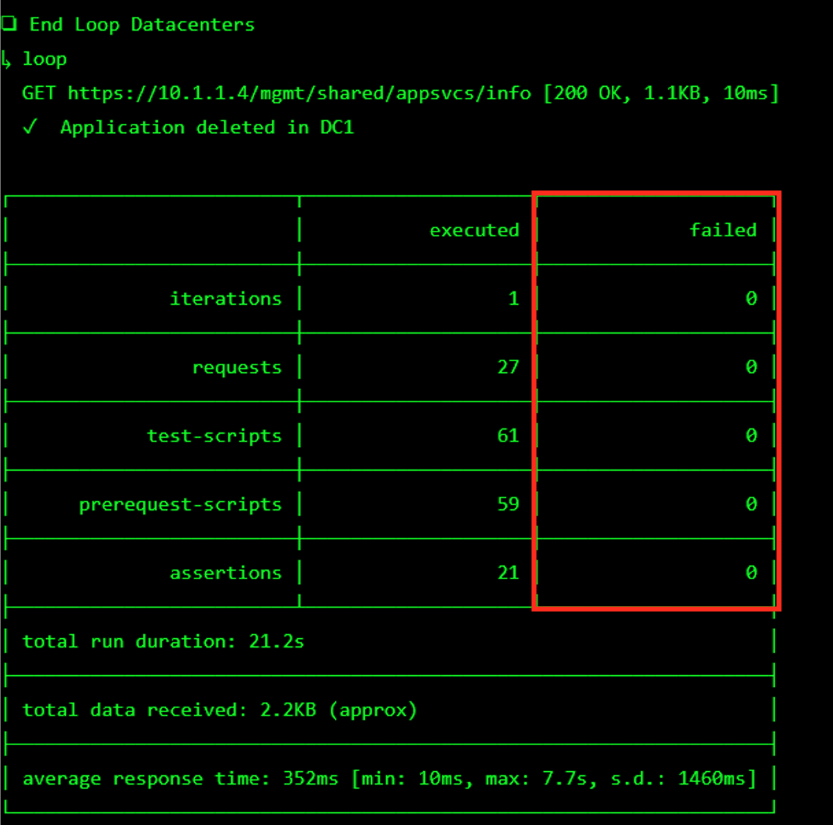 ❏ End Loop Datacenters
↳ loop
GET https://10.1.1.4/mgmt/shared/appsvcs/info [200 OK, 1.1KB, 10ms]
✓ Application deleted in DC1
executed failed
iterations 1 0
requests 27 0
test-scripts 61 0
prerequest-scripts 59 0
assertions 21 0
total run duration: 21.2s
total data received: 2.2KB (approx)
average response time: 352ms [min: 10ms, max: 7.7s, s.d.: 1460ms]